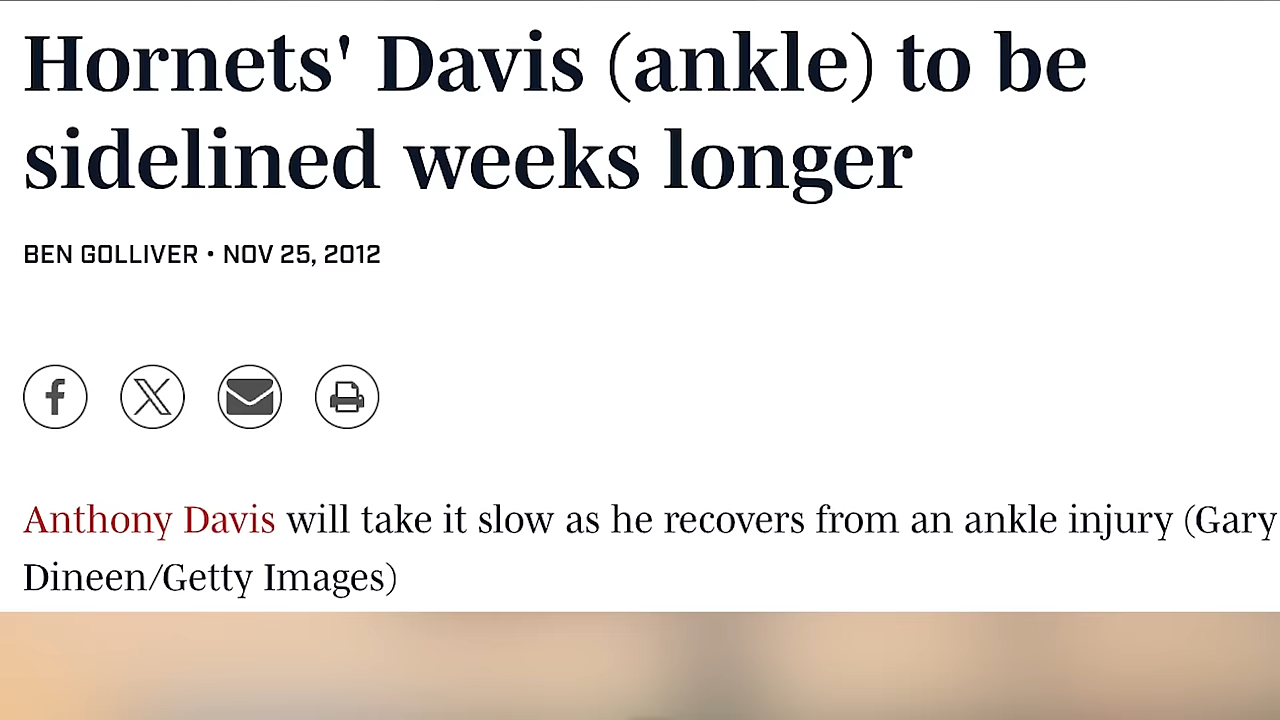 Hornets' Davis (ankle) to be
sidelined weeks longer
BEN GOLLIVER • NOV 25, 2012
Anthony Davis will take it slow as he recovers from an ankle injury (Gary
Dineen/Getty Images)